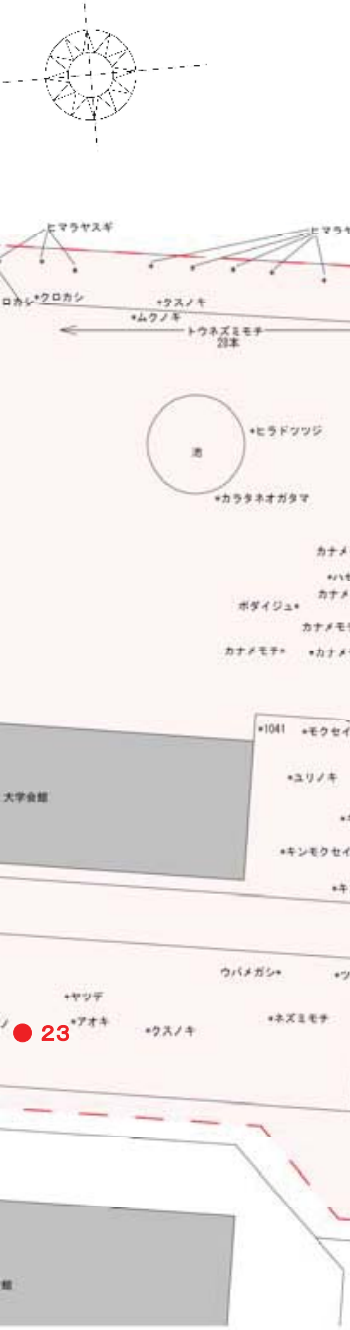 ヒマラヤスギ
ヒマラヤ
ロカシ
*クロカシ
*クスノキ
*ムクノキ
トウネズミモチ
28本
*ヒラドツツジ
池
*カラタネオガタマ
カナメ
カナメ
ボダイジュ*
カナメモチ
カナメモチ*
*カナメ
*1041
*モクセイ
*ユリノキ
大学会館
*キンモクセイ
*キ
ウバメガシ*
*ツ
*ヤツデ
*アオキ
*クスノキ
*ネズミモチ
ノ
23
館